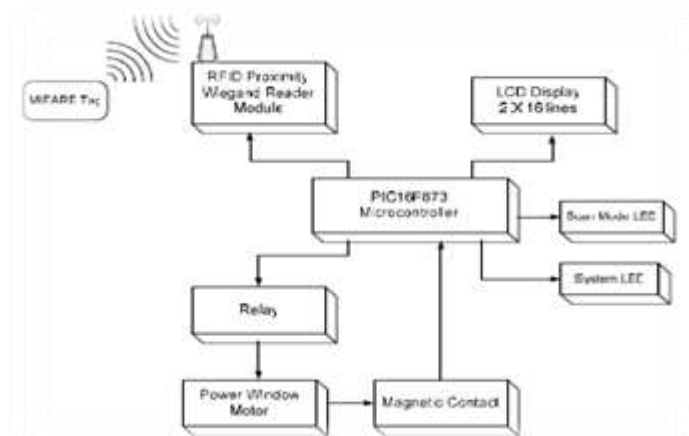 RFID Proximity
Wiegand Reader
Module
MIFARE Tag
LCD Display
2 X 16 lines
PIC16F873
Microcontroller
Scan Mode LED
System LED
Relay
Power Window
Motor
Magnetic Contact